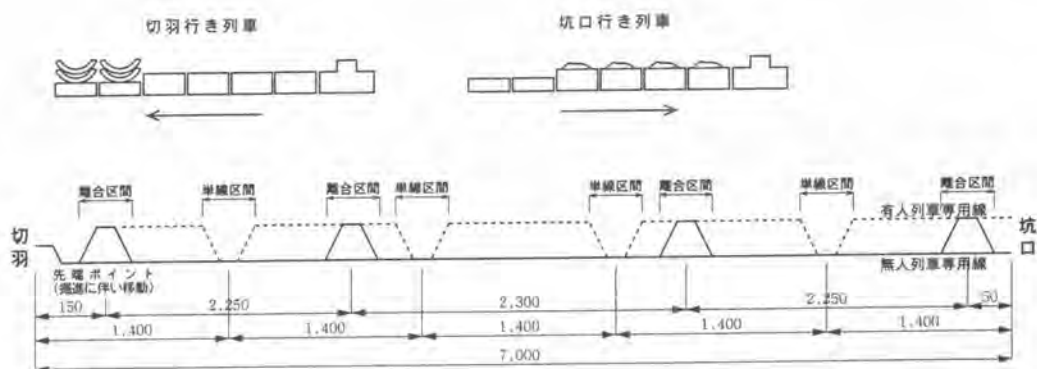 切羽行き列車
坑口行き列車
離合区間
単線区間
離合区間
単線区間
単線区間
離合区間
単線区間
離合区間
有人列車専用線
切羽
坑口
先端ポイント
(掘進に伴い移動)
無人列車専用線
150
2,250
2,300
2,250
50
1,400
1,400
1,400
1,400
1,400
7,000